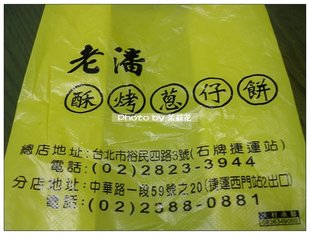 老潘
酥烤蔥仔餅
Photo by 茱莉花
總店地址:台北市裕民四路3號(石牌捷運站)
電話:(02)2823-3944
分店地址:中華路一段59號之20(捷運西門站2出口)
電話:(02)2388-0881